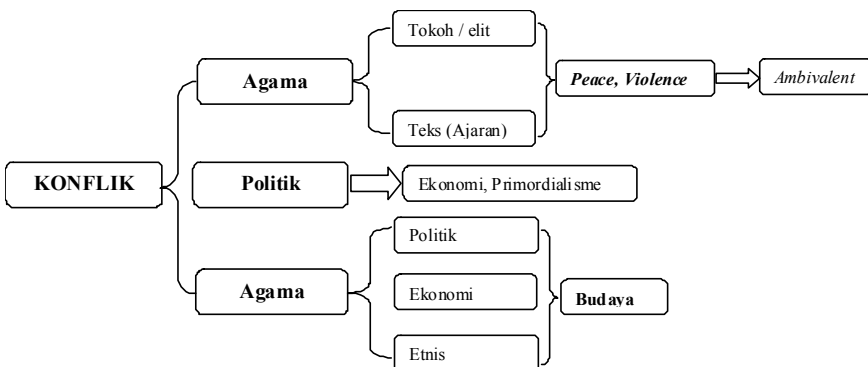 Tokoh / elit
Agama
Peace, Violence
Ambivalent
Teks (Ajaran)
KONFLIK
Politik
Ekonomi, Primordialisme
Politik
Agama
Ekonomi
Budaya
Etnis